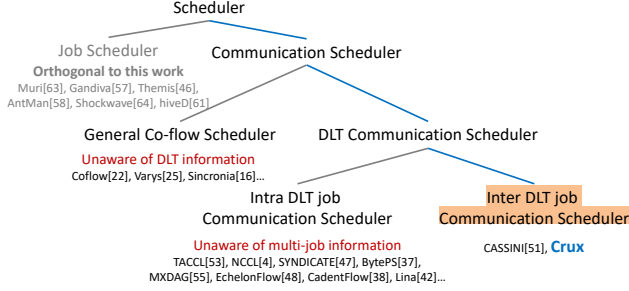 Scheduler
Job Scheduler
Communication Scheduler
Orthogonal to this work
Muri[63], Gandiva[57], Themis[46],
AntMan[58], Shockwave[64], hiveD[61]
General Co-flow Scheduler
DLT Communication Scheduler
Unaware of DLT information
Coflow[22], Varys[25], Sincronia[16]...
Intra DLT job
Communication Scheduler
Inter DLT job
Communication Scheduler
Unaware of multi-job information
TACCL[53], NCCL[4], SYNDICATE[47], BytePS[37],
MXDAG[55], EchelonFlow[48], CadentFlow[38], Lina[42]...
CASSINI[51], Crux